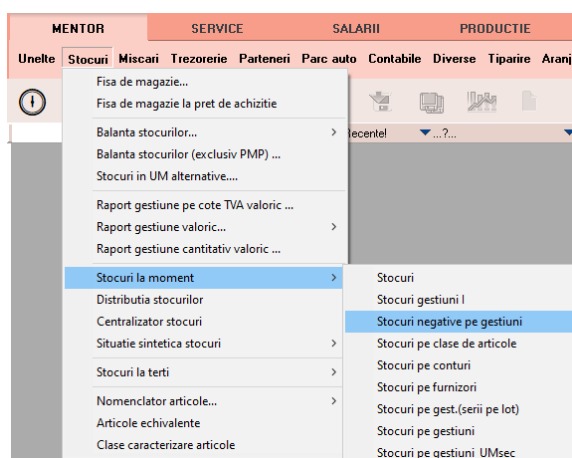 MENTOR SERVICE SALARII PRODUCTIE
Unelte Stocuri Miscari Trezorerie Parteneri Parc auto Contabile Diverse Tiparire Aranj
Fisa de magazie...
Fisa de magazie la pret de achizitie
Balanta stocurilor...
Recente! ...?...
Balanta stocurilor (exclusiv PMP) ...
Stocuri in UM alternative....
Raport gestiune pe cote TVA valoric ...
Raport gestiune valoric...
Raport gestiune cantitativ valoric ...
Stocuri la moment
Distributia stocurilor
Centralizator stocuri
Situatie sintetica stocuri
Stocuri la terti
Nomenclator articole...
Articole echivalente
Clase caracterizare articole
Stocuri
Stocuri gestiuni I
Stocuri negative pe gestiuni
Stocuri pe clase de articole
Stocuri pe conturi
Stocuri pe furnizori
Stocuri pe gest.(serii pe lot)
Stocuri pe gestiuni
Stocuri pe gestiuni UMsec